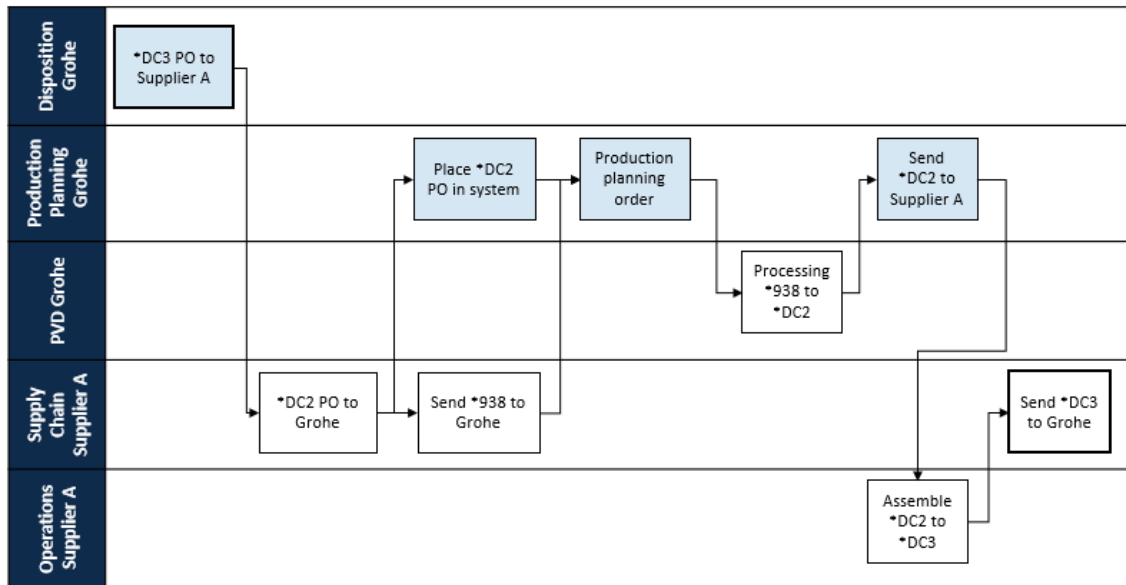 Disposition
Grohe
*DC3 PO to
Supplier A
Production
Planning
Grohe
Place *DC2
PO in system
Production
planning
order
Send
*DC2 to
Supplier A
PVD Grohe
Processing
*938 to
*DC2
Supply
Chain
Supplier A
*DC2 PO to
Grohe
Send *938 to
Grohe
Send *DC3
to Grohe
Operations
Supplier A
Assemble
*DC2 to
*DC3